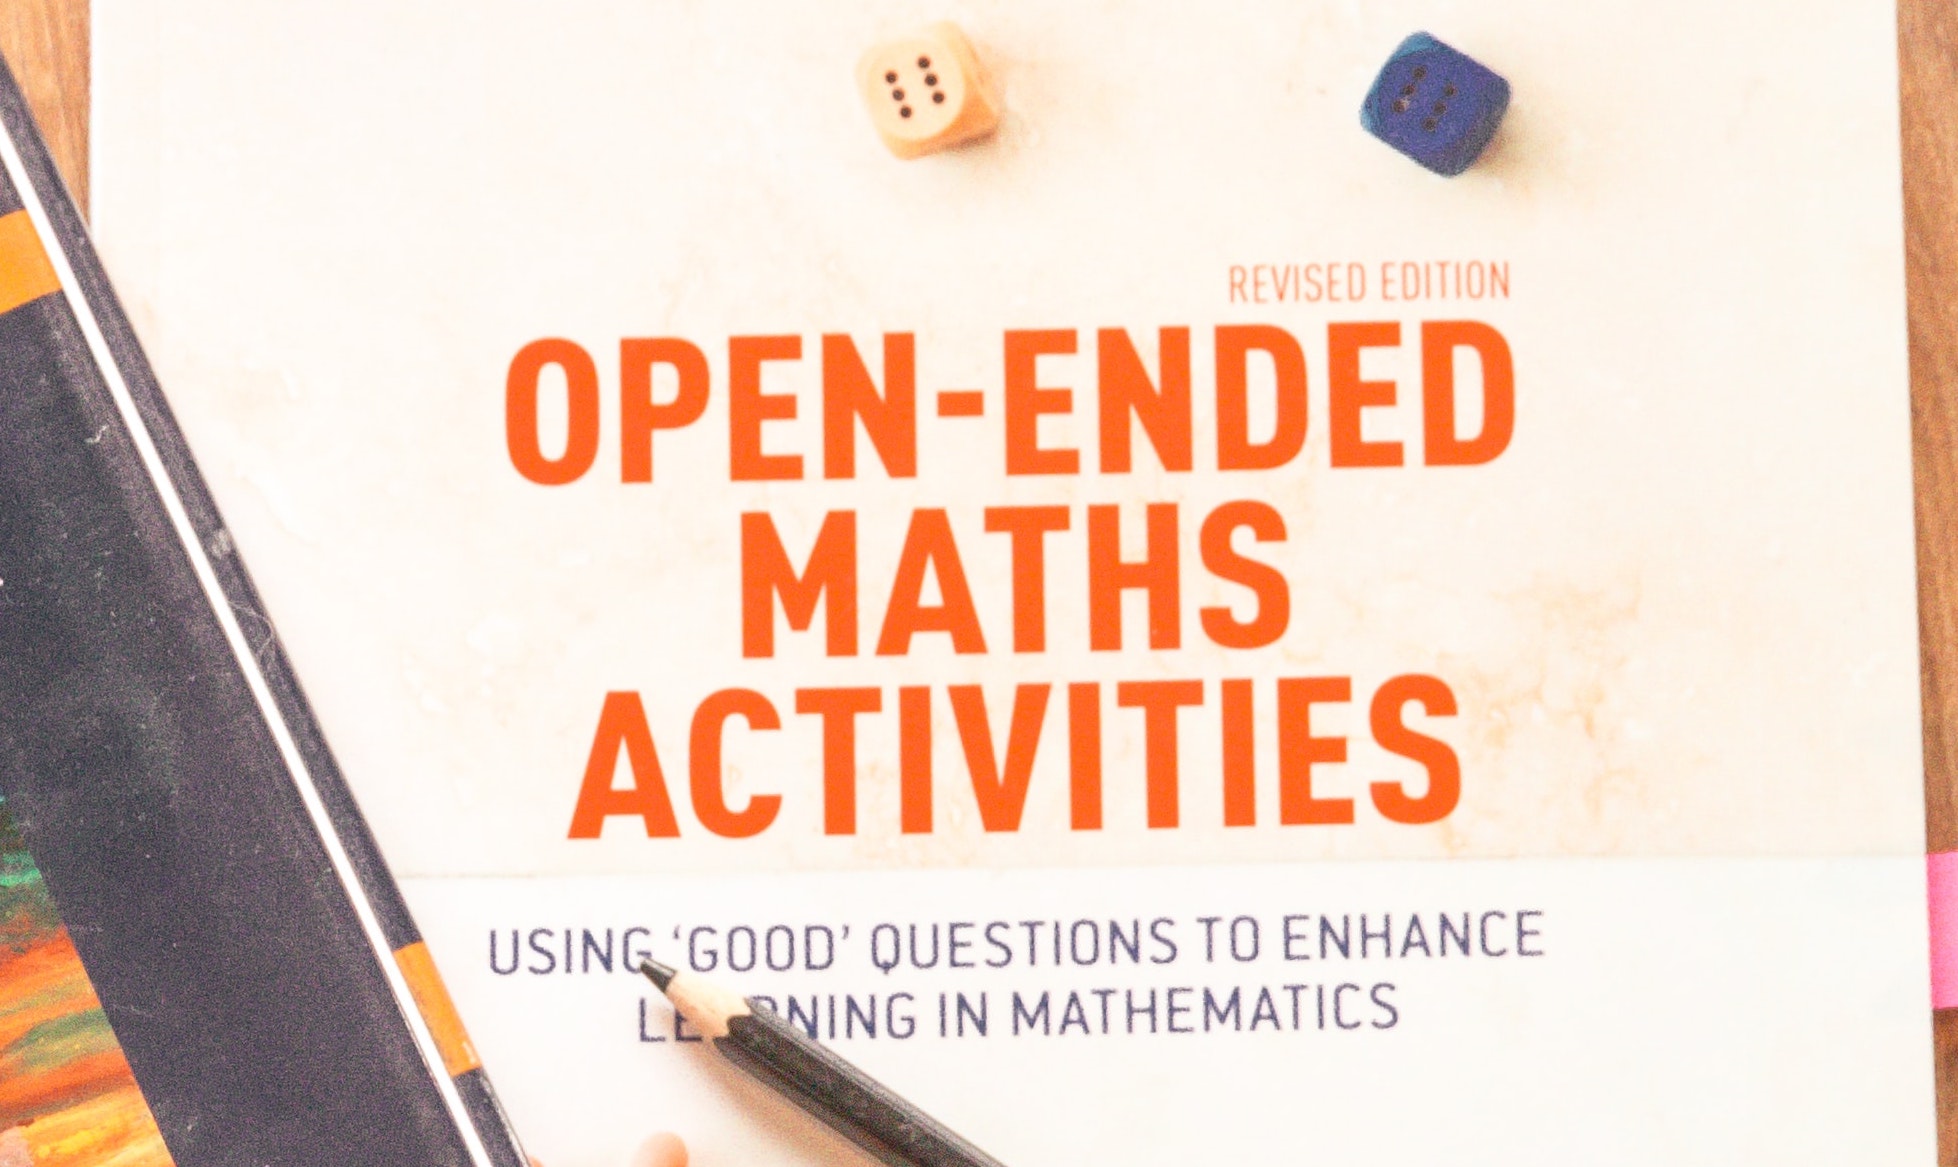 REVISED EDITION
OPEN-ENDED
MATHS
ACTIVITIES
USING ‘GOOD’ QUESTIONS TO ENHANCE
LEARNING IN MATHEMATICS